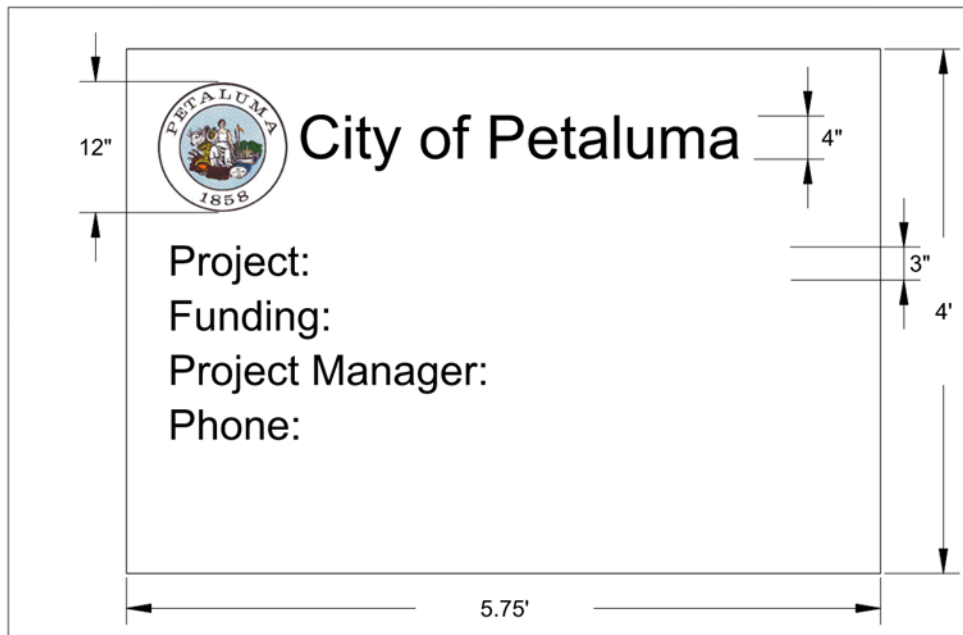 12"
PETALUMA
1858
City of Petaluma
4"
3"
4'
Project:
Funding:
Project Manager:
Phone:
5.75'